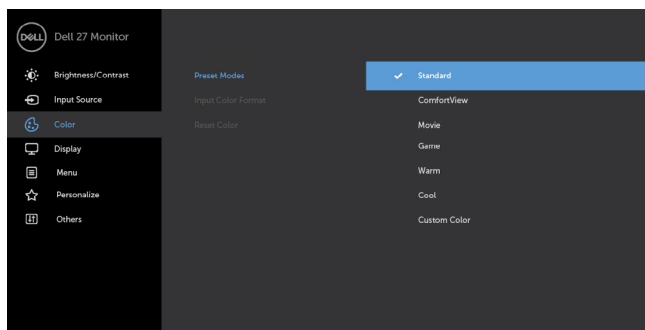 DELL Dell 27 Monitor
Brightness/Contrast Preset Modes Standard
Input Source Input Color Format ComfortView
Color Reset Color Movie
Display Game
Menu Warm
Personalize Cool
Others Custom Color